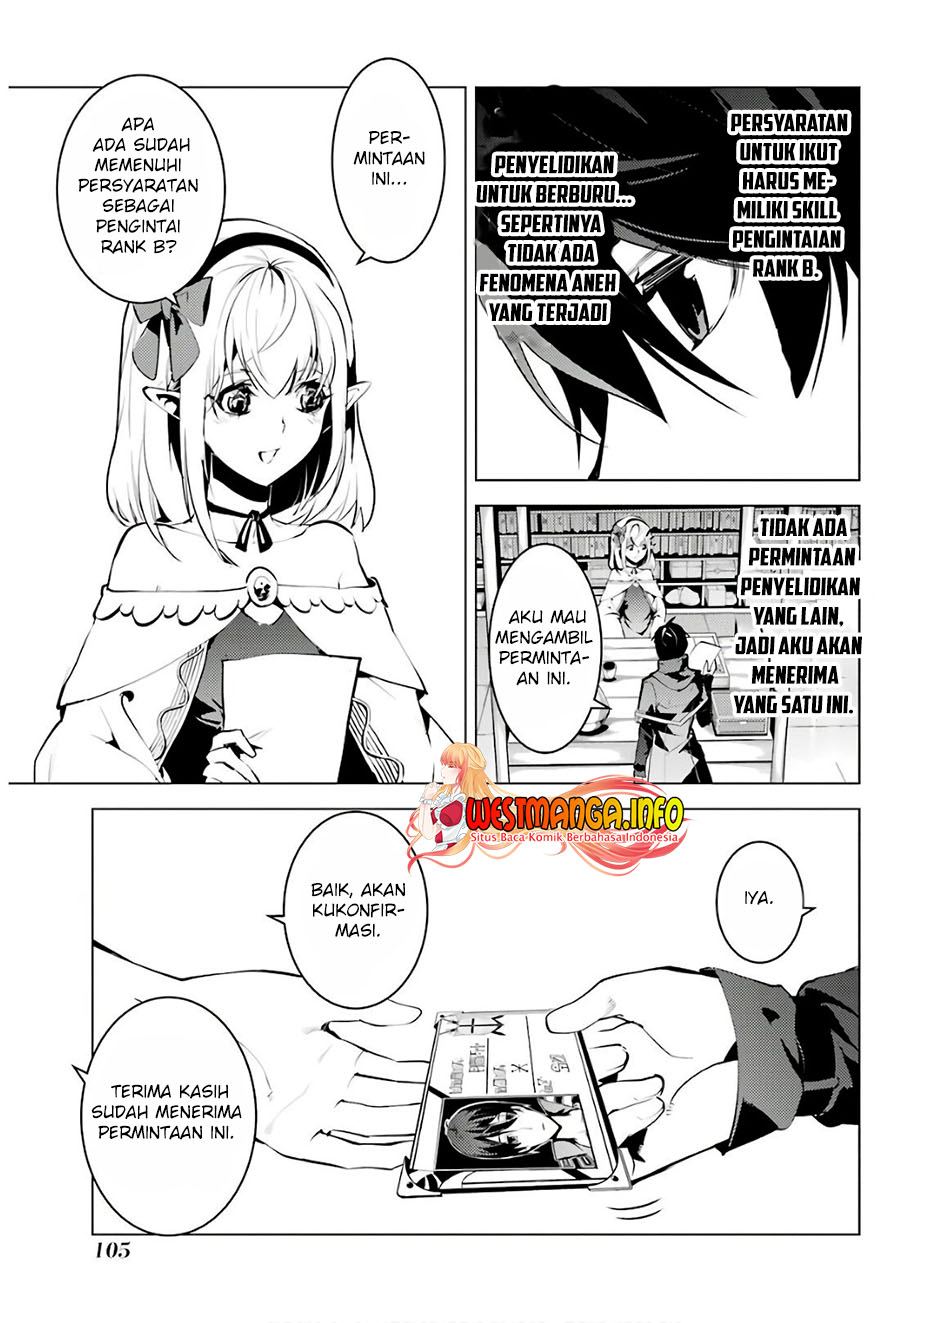 PERSYARATAN
UNTUK IKUT
HARUS ME-
MILIKI SKILL
PENGINTAIAN
RANK B.
PENYELIDIKAN
UNTUK BERBURU...
SEPERTINYA
TIDAK ADA
FENOMENA ANEH
YANG TERJADI
TIDAK ADA
PERMINTAAN
PENYELIDIKAN
YANG LAIN,
JADI AKU AKAN
MENERIMA
YANG SATU INI.
AKU MAU
MENGAMBIL
PERMINTA-
AN INI.
PER-
MINTAAN
INI...
APA
ADA SUDAH
MEMENUHI
PERSYARATAN
SEBAGAI
PENGINTAI
RANK B?
WESTMANGA.INFO
Situs Baca Komik Berbahasa Indonesia
IYA.
BAIK, AKAN
KUKONFIR-
MASI.
TERIMA KASIH
SUDAH MENERIMA
PERMINTAAN INI.
105